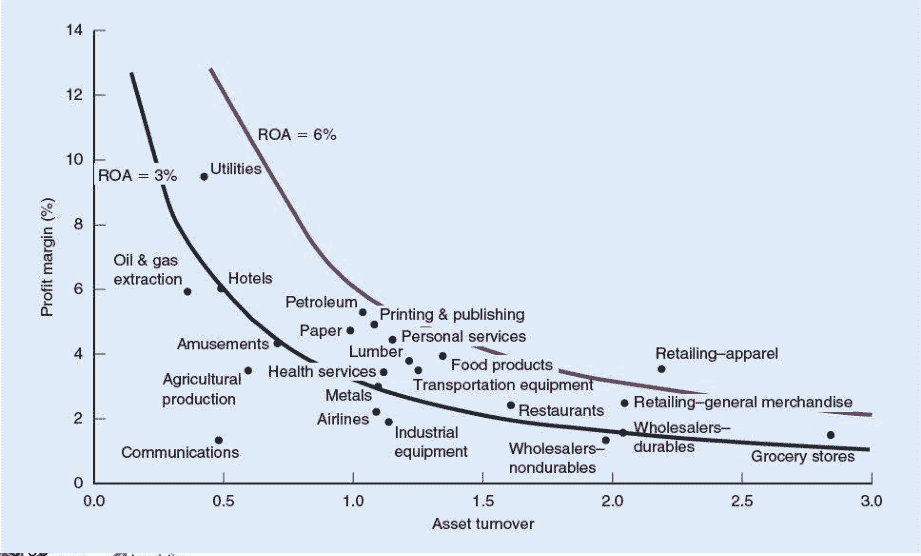 14
12
10
8
6
4
2
0
Profit margin (%)
ROA = 6%
ROA = 3%
Utilities
Oil & gas
extraction
Hotels
Petroleum
Printing & publishing
Paper
Personal services
Amusements
Lumber
Food products
Retailing–apparel
Health services
Agricultural
production
Transportation equipment
Metals
Retailing–general merchandise
Airlines
Restaurants
Industrial
equipment
Wholesalers–
durables
Communications
Wholesalers–
nondurables
Grocery stores
0.0 0.5 1.0 1.5 2.0 2.5 3.0
Asset turnover